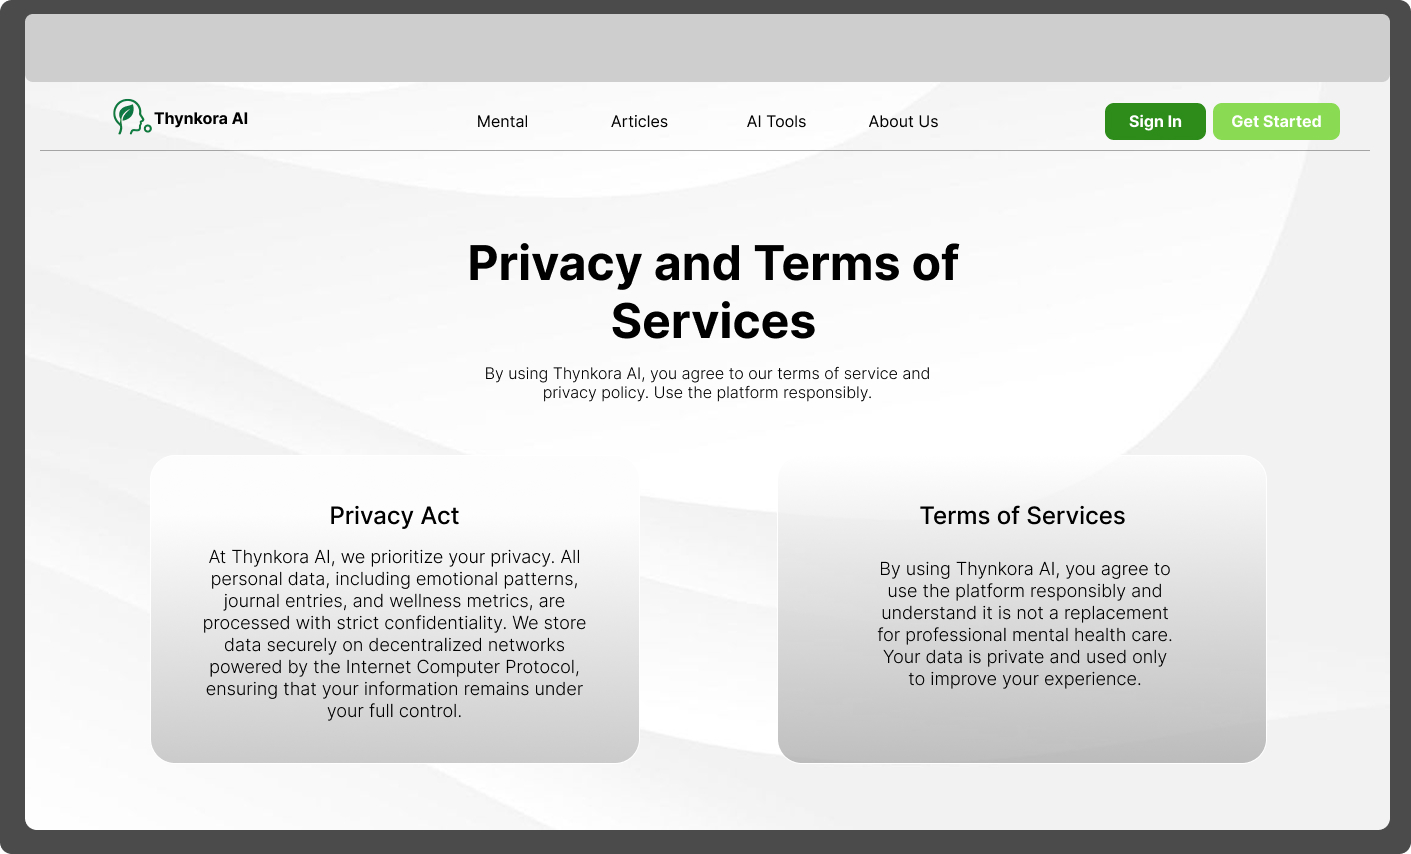 Thynkora AI
Mental
Articles
AI Tools
About Us
Sign In
Get Started
Privacy and Terms of
Services
By using Thynkora AI, you agree to our terms of service and
privacy policy. Use the platform responsibly.
Privacy Act
At Thynkora AI, we prioritize your privacy. All
personal data, including emotional patterns,
journal entries, and wellness metrics, are
processed with strict confidentiality. We store
data securely on decentralized networks
powered by the Internet Computer Protocol,
ensuring that your information remains under
your full control.
Terms of Services
By using Thynkora AI, you agree to
use the platform responsibly and
understand it is not a replacement
for professional mental health care.
Your data is private and used only
to improve your experience.